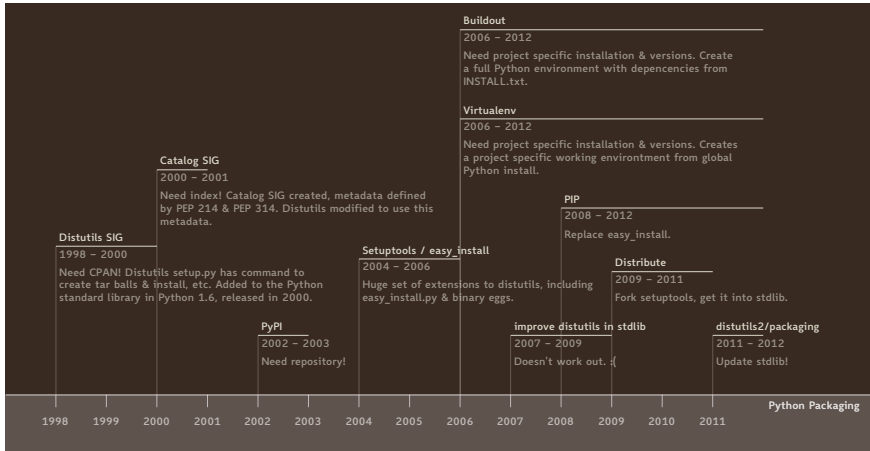 Buildout
2006 – 2012
Need project specific installation & versions. Create
a full Python environment with depencencies from
INSTALL.txt.
Virtualenv
2006 – 2012
Need project specific installation & versions. Creates
a project specific working environtment from global
Python install.
Catalog SIG
2000 – 2001
Need index! Catalog SIG created, metadata defined
by PEP 214 & PEP 314. Distutils modified to use this
metadata.
PIP
2008 – 2012
Replace easy_install.
Distutils SIG
1998 – 2000
Need CPAN! Distutils setup.py has command to
create tar balls & install, etc. Added to the Python
standard library in Python 1.6, released in 2000.
Setuptools / easy_install
2004 – 2006
Huge set of extensions to distutils, including
easy_install.py & binary eggs.
Distribute
2009 – 2011
Fork setuptools, get it into stdlib.
PyPI
2002 – 2003
Need repository!
improve distutils in stdlib
2007 – 2009
Doesn't work out. :(
distutils2/packaging
2011 – 2012
Update stdlib!
Python Packaging
1998 1999 2000 2001 2002 2003 2004 2005 2006 2007 2008 2009 2010 2011